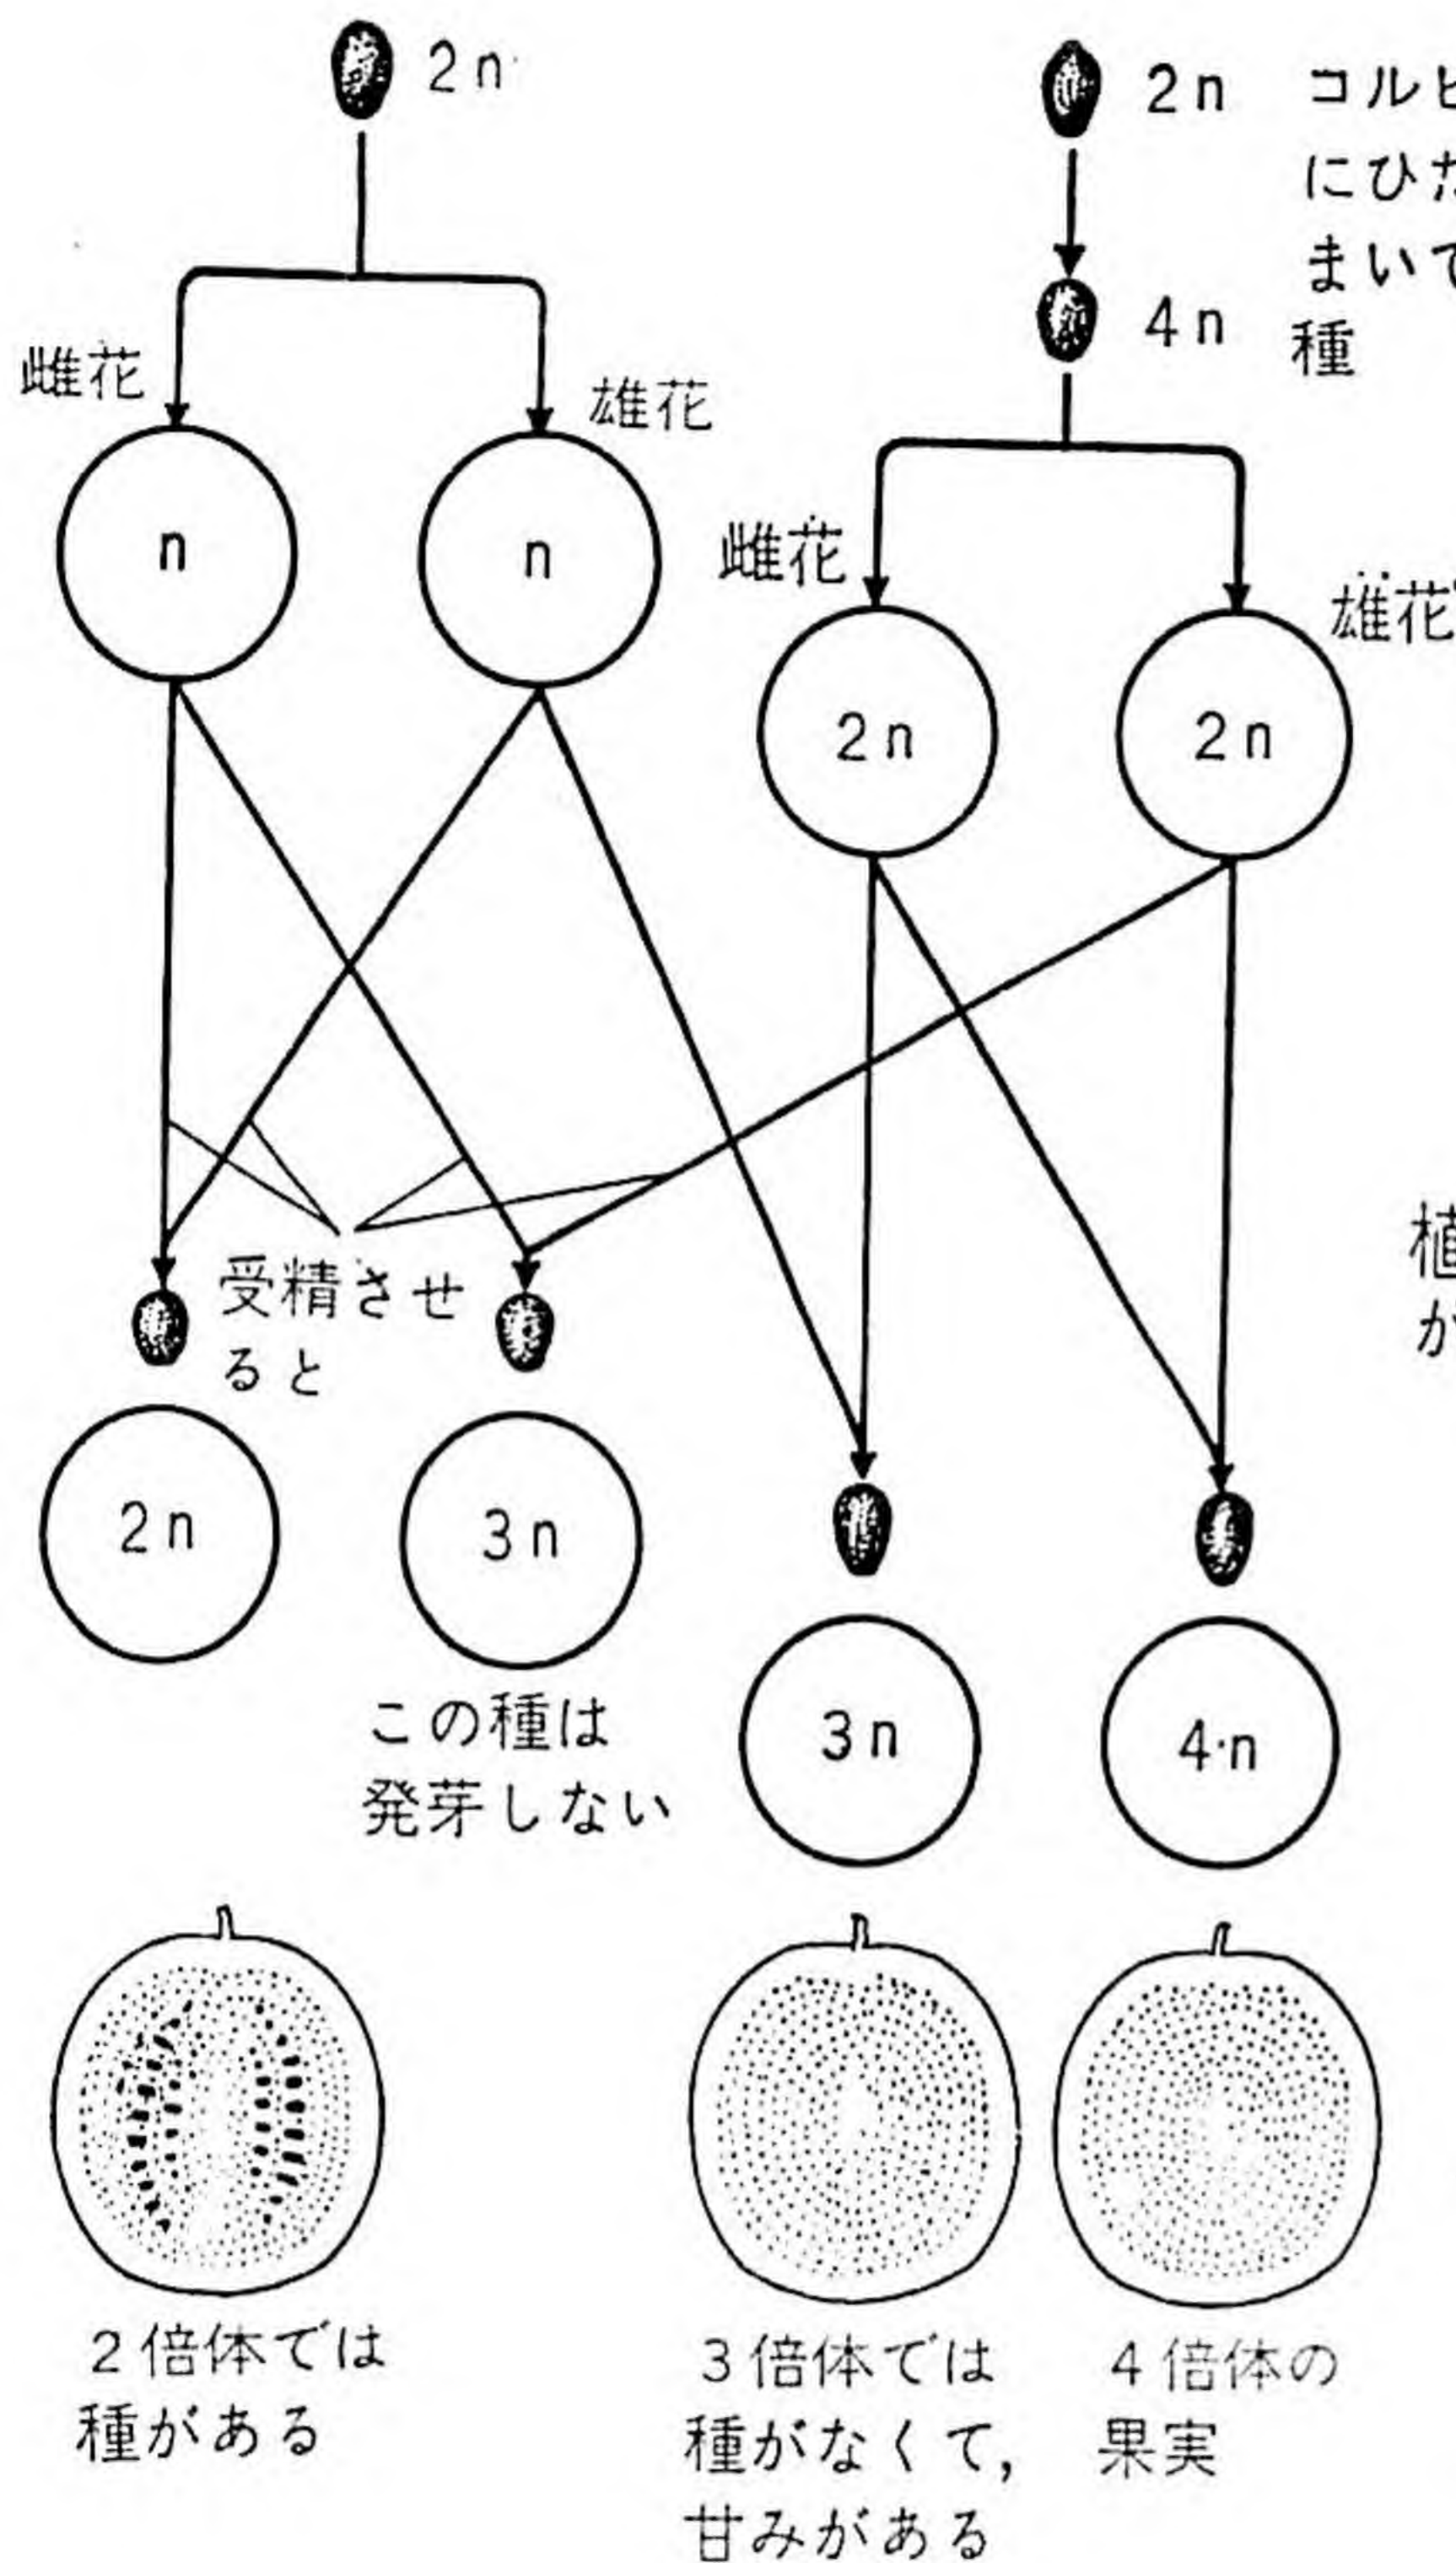 2n
2n
コルヒ
にひた
まいて
4n
種
雌花
雄花
n
n
雌花
雄花
2n
2n
植
か
受精させ
ると
2n
3n
この種は
発芽しない
3n
4·n
2倍体では
種がある
3倍体では
種がなくて,
甘みがある
4倍体の
果実